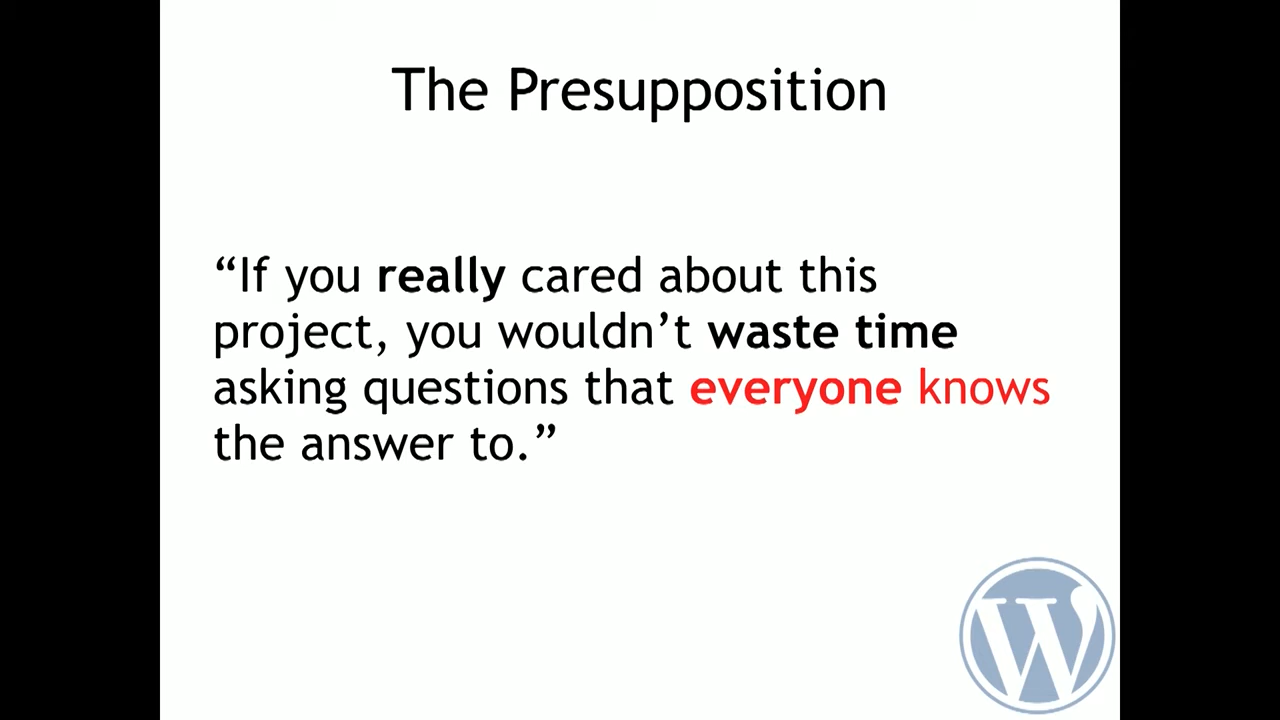 The Presupposition
“If you really cared about this
project, you wouldn’t waste time
asking questions that everyone knows
the answer to.”